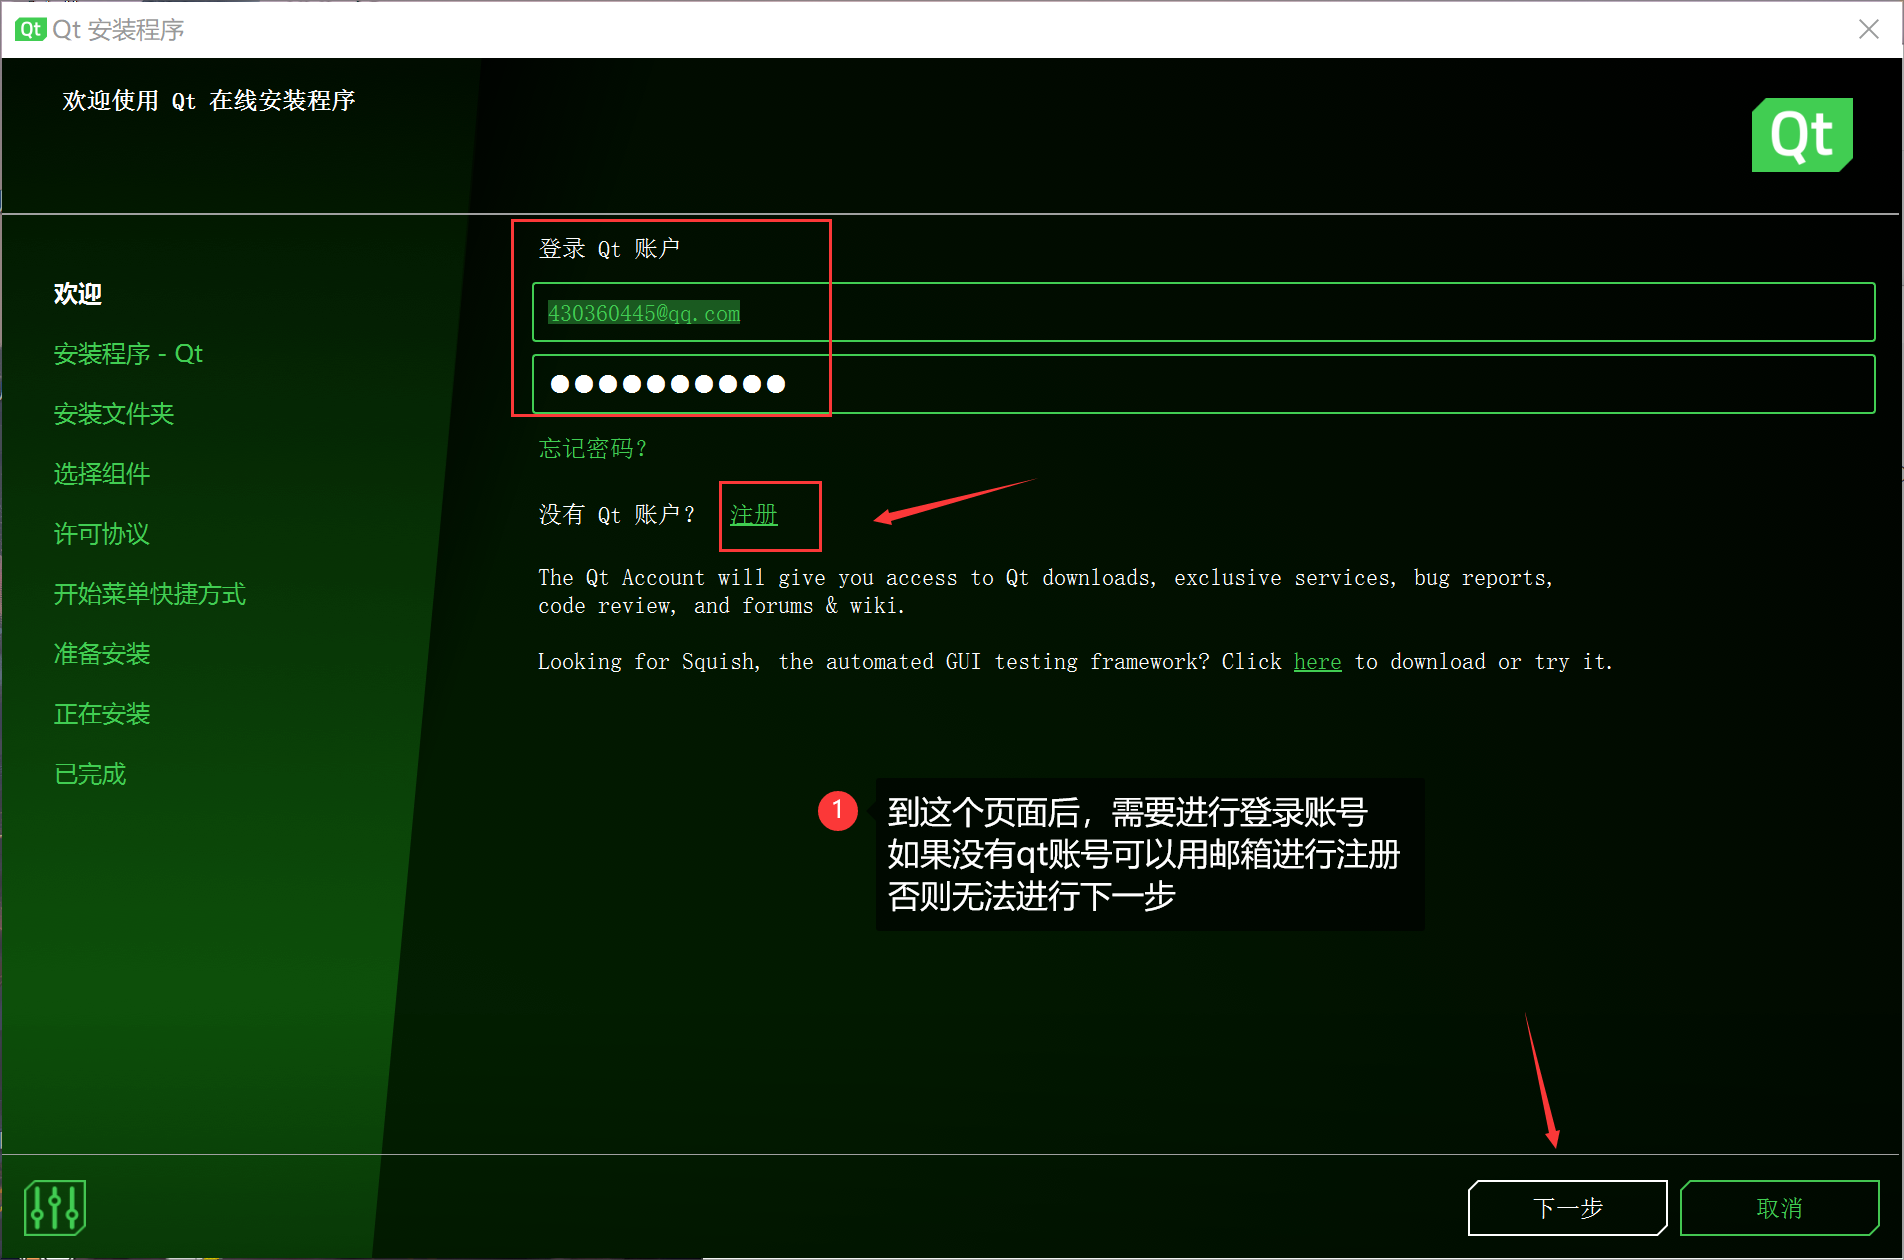 Qt Qt 安装程序
欢迎使用 Qt 在线安装程序
Qt
欢迎
安装程序 - Qt
安装文件夹
选择组件
许可协议
开始菜单快捷方式
准备安装
正在安装
已完成
登录 Qt 账户
430360445@qq.com
●●●●●●●●●●
忘记密码?
没有 Qt 账户? 注册
The Qt Account will give you access to Qt downloads, exclusive services, bug reports,
code review, and forums & wiki.
Looking for Squish, the automated GUI testing framework? Click here to download or try it.
1
到这个页面后，需要进行登录账号
如果没有qt账号可以用邮箱进行注册
否则无法进行下一步
下一步
取消